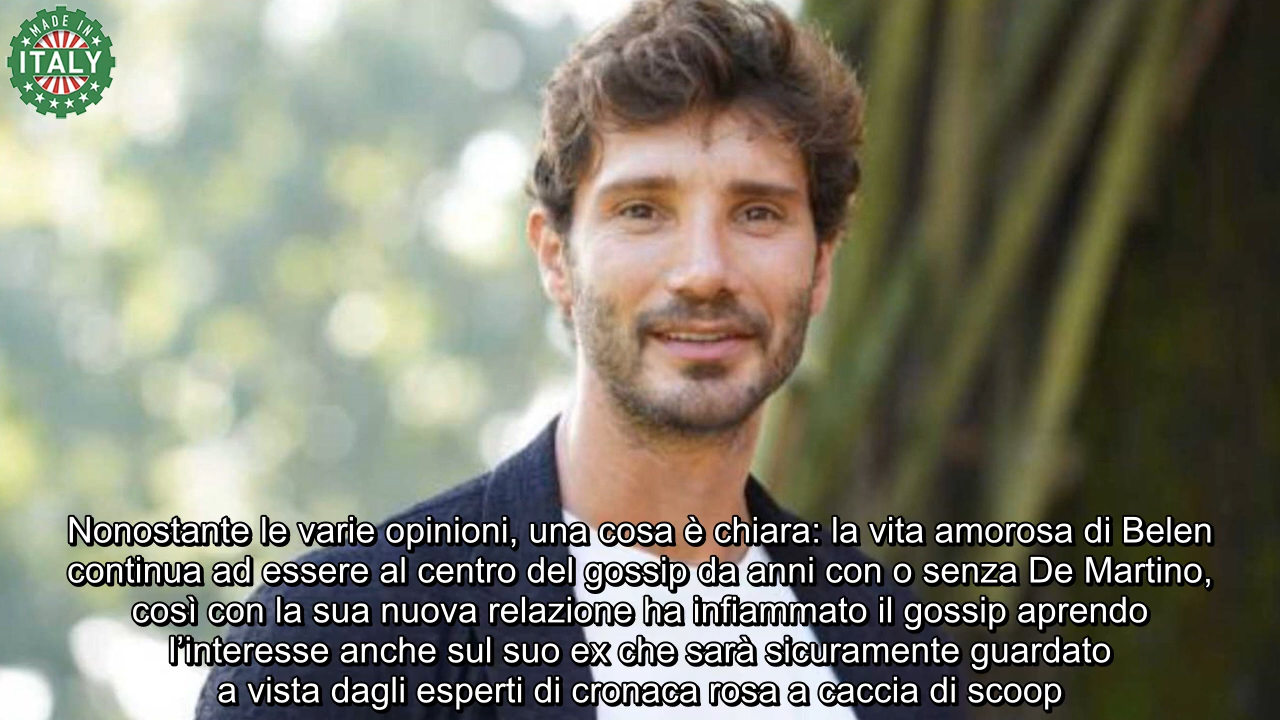 MADE IN
ITALY
Nonostante le varie opinioni, una cosa è chiara: la vita amorosa di Belen
continua ad essere al centro del gossip da anni con o senza De Martino,
così con la sua nuova relazione ha infiammato il gossip aprendo
l’interesse anche sul suo ex che sarà sicuramente guardato
a vista dagli esperti di cronaca rosa a caccia di scoop